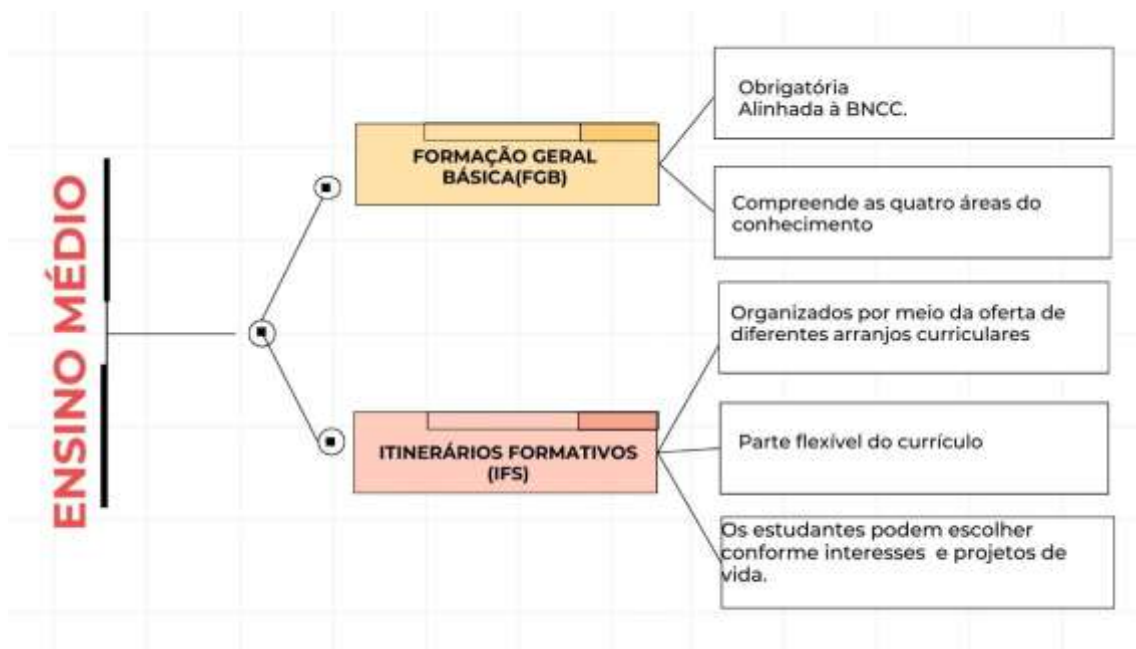 ENSINO MÉDIO
FORMAÇÃO GERAL
BÁSICA(FGB)
Obrigatória
Alinhada à BNCC.
Compreende as quatro áreas do
conhecimento
ITINERÁRIOS FORMATIVOS
(IFS)
Organizados por meio da oferta de
diferentes arranjos curriculares
Parte flexível do currículo
Os estudantes podem escolher
conforme interesses e projetos de
vida.